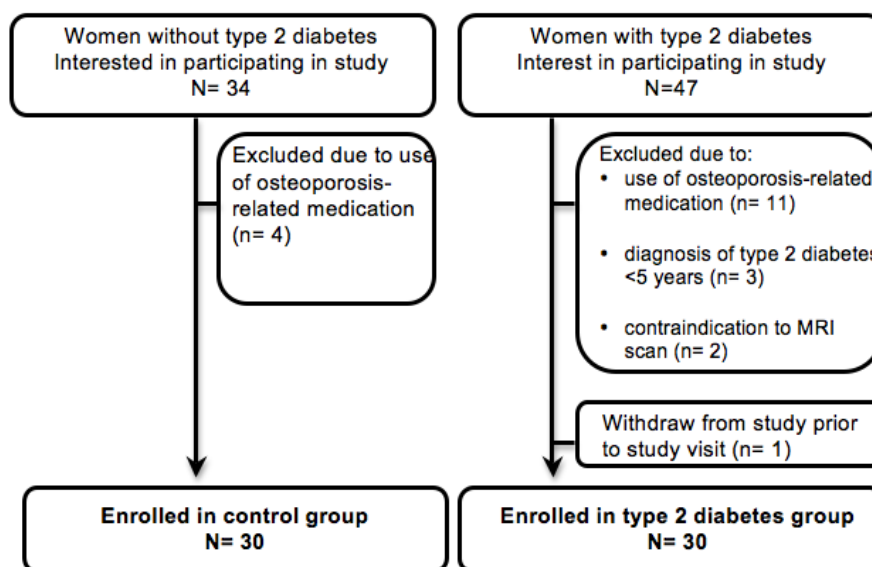 Women without type 2 diabetes
Interested in participating in study
N= 34
Women with type 2 diabetes
Interest in participating in study
N=47
Excluded due to use
of osteoporosis-
related medication
(n= 4)
Excluded due to:
• use of osteoporosis-related
medication (n= 11)
• diagnosis of type 2 diabetes
<5 years (n= 3)
• contraindication to MRI
scan (n= 2)
Withdraw from study prior
to study visit (n= 1)
Enrolled in control group
N= 30
Enrolled in type 2 diabetes group
N= 30